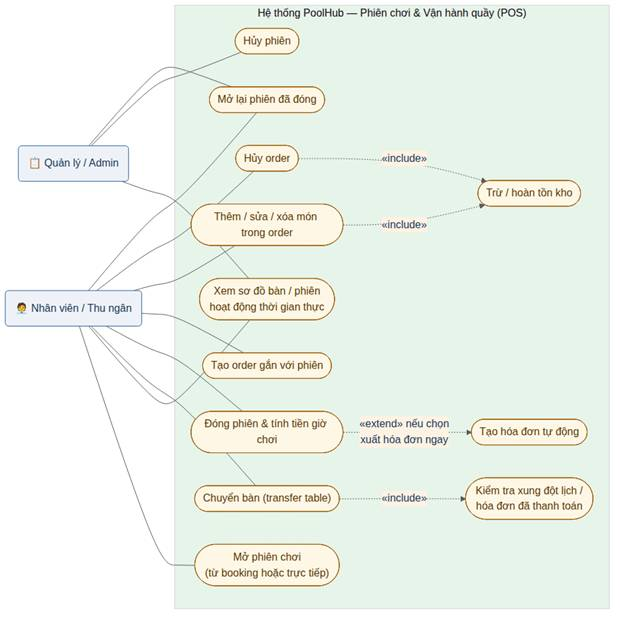 Hệ thống PoolHub — Phiên chơi & Vận hành quầy (POS)
Hủy phiên
Mở lại phiên đã đóng
📋 Quản lý / Admin
Hủy order
«include»
Trừ / hoàn tồn kho
Thêm / sửa / xóa món
trong order
«include»
Xem sơ đồ bàn / phiên
hoạt động thời gian thực
🧑‍💼 Nhân viên / Thu ngân
Tạo order gắn với phiên
Đóng phiên & tính tiền giờ
chơi
«extend» nếu chọn
xuất hóa đơn ngay
Tạo hóa đơn tự động
Chuyển bàn (transfer table)
«include»
Kiểm tra xung đột lịch /
hóa đơn đã thanh toán
Mở phiên chơi
(từ booking hoặc trực tiếp)